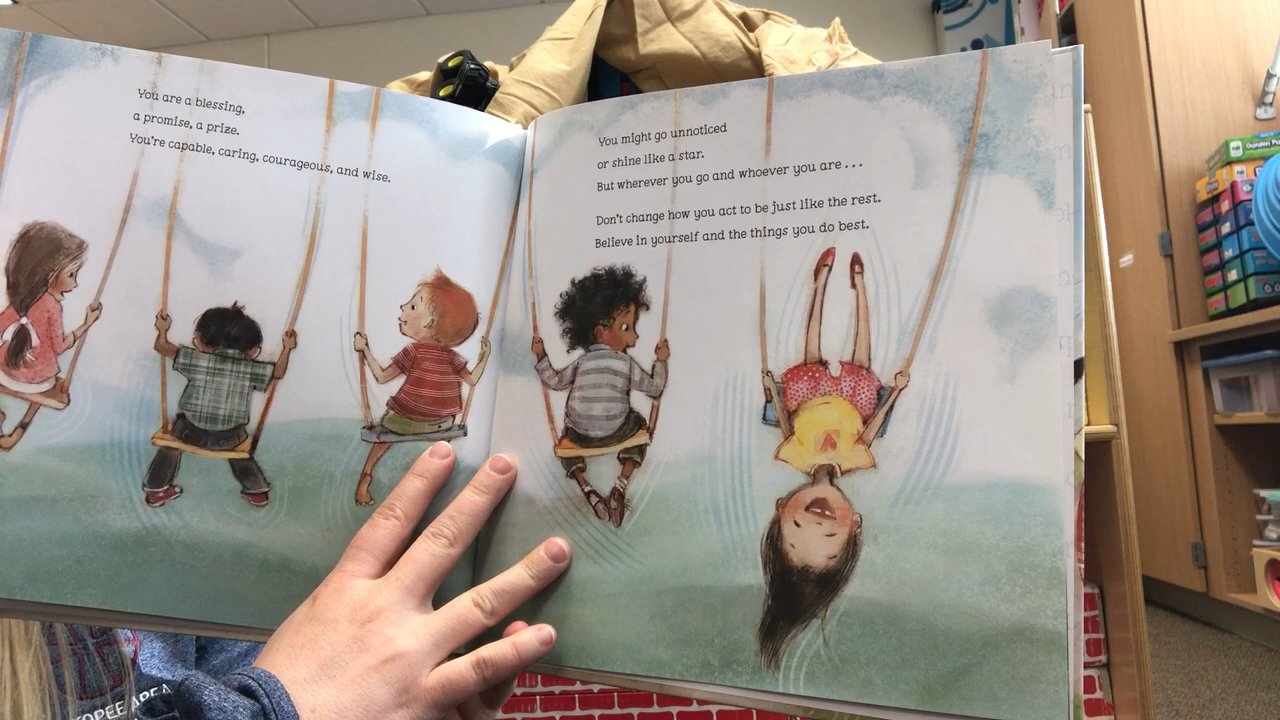 You are a blessing,
a promise, a prize.
You're capable, caring, courageous, and wise.
You might go unnoticed
or shine like a star.
But wherever you go and whoever you are . . .
Don't change how you act to be just like the rest.
Believe in yourself and the things you do best.
AREA